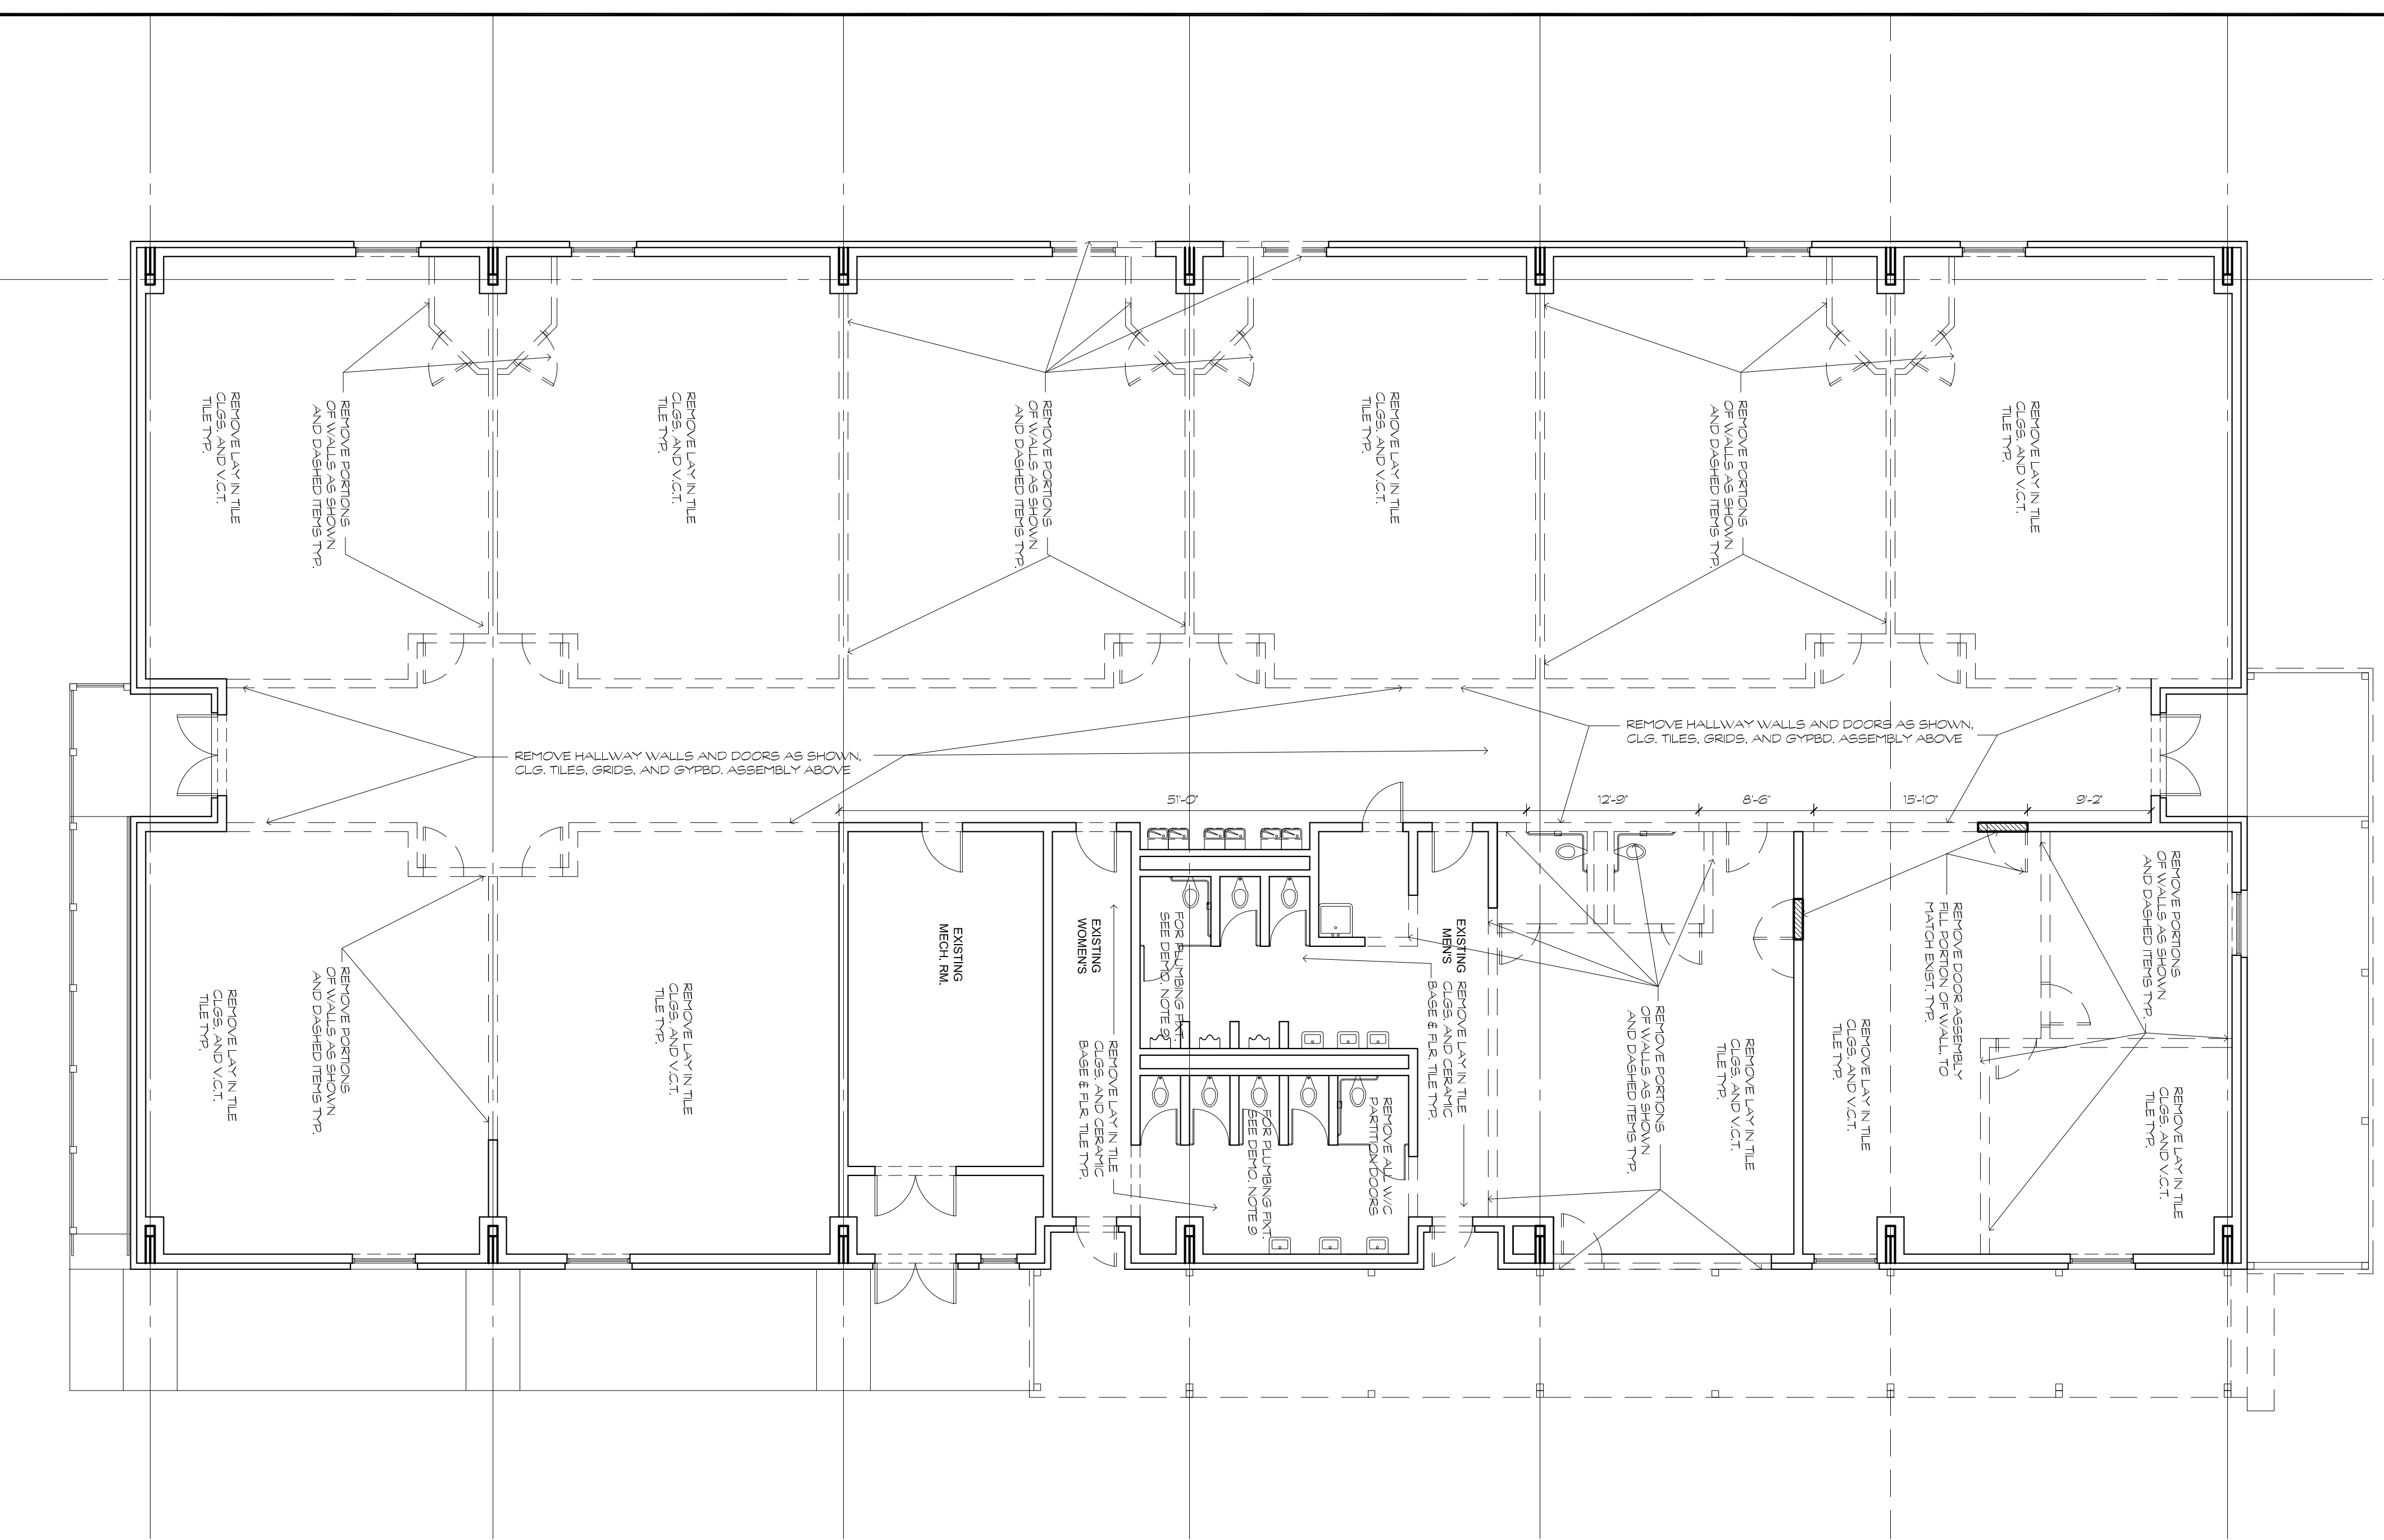 REMOVE LAY IN TILE
CLGS. AND V.C.T.
TILE TYP.
REMOVE PORTIONS
OF WALLS AS SHOWN
AND DASHED ITEMS TYP.
REMOVE LAY IN TILE
CLGS. AND V.C.T.
TILE TYP.
REMOVE PORTIONS
OF WALLS AS SHOWN
AND DASHED ITEMS TYP.
REMOVE LAY IN TILE
CLGS. AND V.C.T.
TILE TYP.
REMOVE PORTIONS
OF WALLS AS SHOWN
AND DASHED ITEMS TYP.
REMOVE LAY IN TILE
CLGS. AND V.C.T.
TILE TYP.
REMOVE HALLWAY WALLS AND DOORS AS SHOWN,
CLG. TILES, GRIDS, AND GYPBD. ASSEMBLY ABOVE
REMOVE HALLWAY WALLS AND DOORS AS SHOWN,
CLG. TILES, GRIDS, AND GYPBD. ASSEMBLY ABOVE
51'-0"
12'-9"
8'-6"
15'-10"
9'-2"
REMOVE LAY IN TILE
CLGS. AND V.C.T.
TILE TYP.
REMOVE PORTIONS
OF WALLS AS SHOWN
AND DASHED ITEMS TYP.
REMOVE LAY IN TILE
CLGS. AND V.C.T.
TILE TYP.
EXISTING
MECH. RM.
EXISTING
WOMEN'S
REMOVE LAY IN TILE
CLGS. AND CERAMIC
BASE & FLR. TILE TYP.
FOR PLUMBING FIXT.
SEE DEMO. NOTE 9
FOR PLUMBING FIXT.
SEE DEMO. NOTE 9
REMOVE ALL W/C
PARTITION DOORS
EXISTING
MEN'S
REMOVE LAY IN TILE
CLGS. AND CERAMIC
BASE & FLR. TILE TYP.
REMOVE PORTIONS
OF WALLS AS SHOWN
AND DASHED ITEMS TYP.
REMOVE LAY IN TILE
CLGS. AND V.C.T.
TILE TYP.
REMOVE LAY IN TILE
CLGS. AND V.C.T.
TILE TYP.
REMOVE DOOR ASSEMBLY
FILL PORTION OF WALL, TO
MATCH EXIST. TYP.
REMOVE PORTIONS
OF WALLS AS SHOWN
AND DASHED ITEMS TYP.
REMOVE LAY IN TILE
CLGS. AND V.C.T.
TILE TYP.